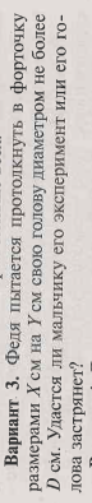 Вариант 3. Федя пытается протолкнуть в форточку
размерами X см на Y см свою голову диаметром не более
D см. Удастся ли мальчику его эксперимент или его го-
лова застрянет?